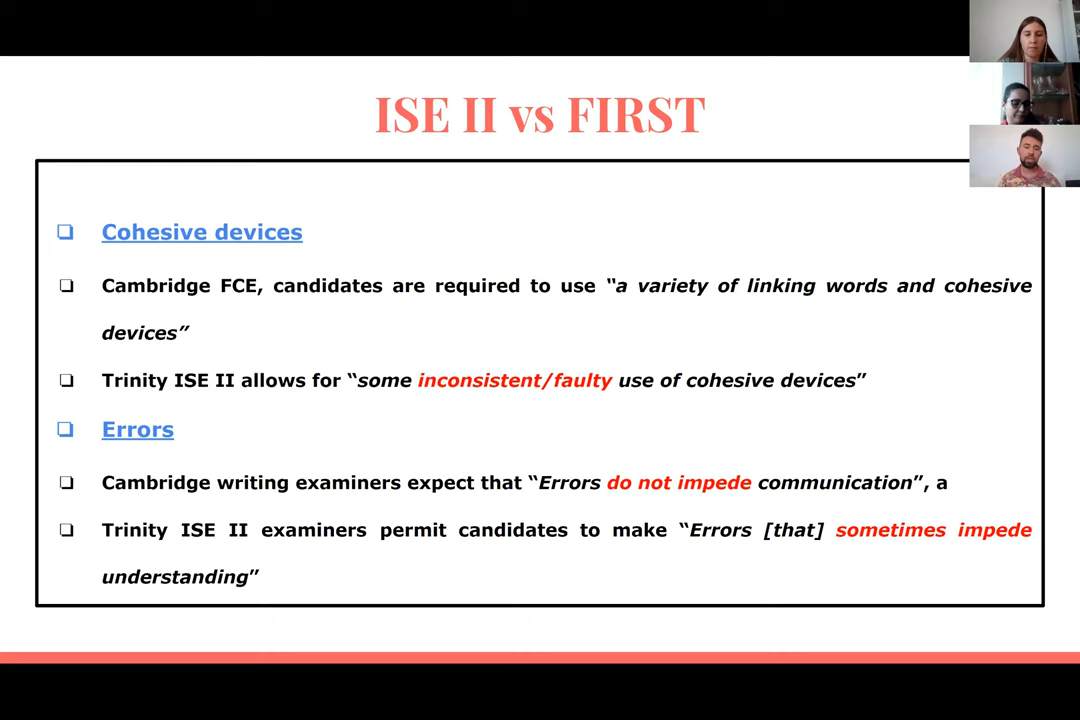 ISE II vs FIRST
Cohesive devices
Cambridge FCE, candidates are required to use “a variety of linking words and cohesive
devices”
Trinity ISE II allows for “some inconsistent/faulty use of cohesive devices”
Errors
Cambridge writing examiners expect that “Errors do not impede communication”, a
Trinity ISE II examiners permit candidates to make “Errors [that] sometimes impede
understanding”